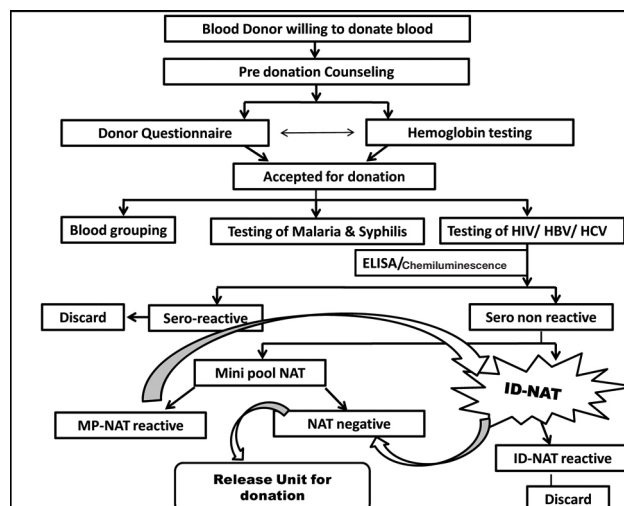 Blood Donor willing to donate blood
Pre donation Counseling
Donor Questionnaire
Hemoglobin testing
Accepted for donation
Blood grouping
Testing of Malaria & Syphilis
Testing of HIV/ HBV/ HCV
ELISA/Chemiluminescence
Discard
Sero-reactive
Sero non reactive
Mini pool NAT
ID-NAT
MP-NAT reactive
NAT negative
ID-NAT reactive
Release Unit for
donation
Discard